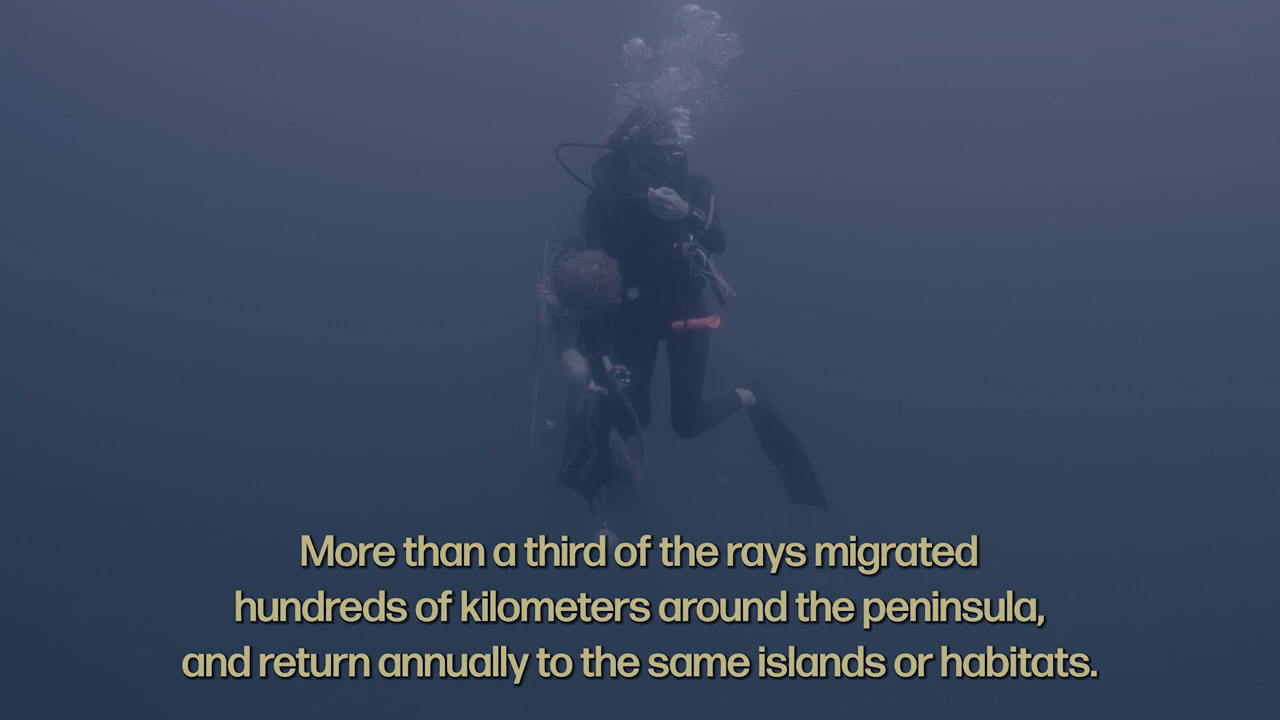 More than a third of the rays migrated
hundreds of kilometers around the peninsula,
and return annually to the same islands or habitats.